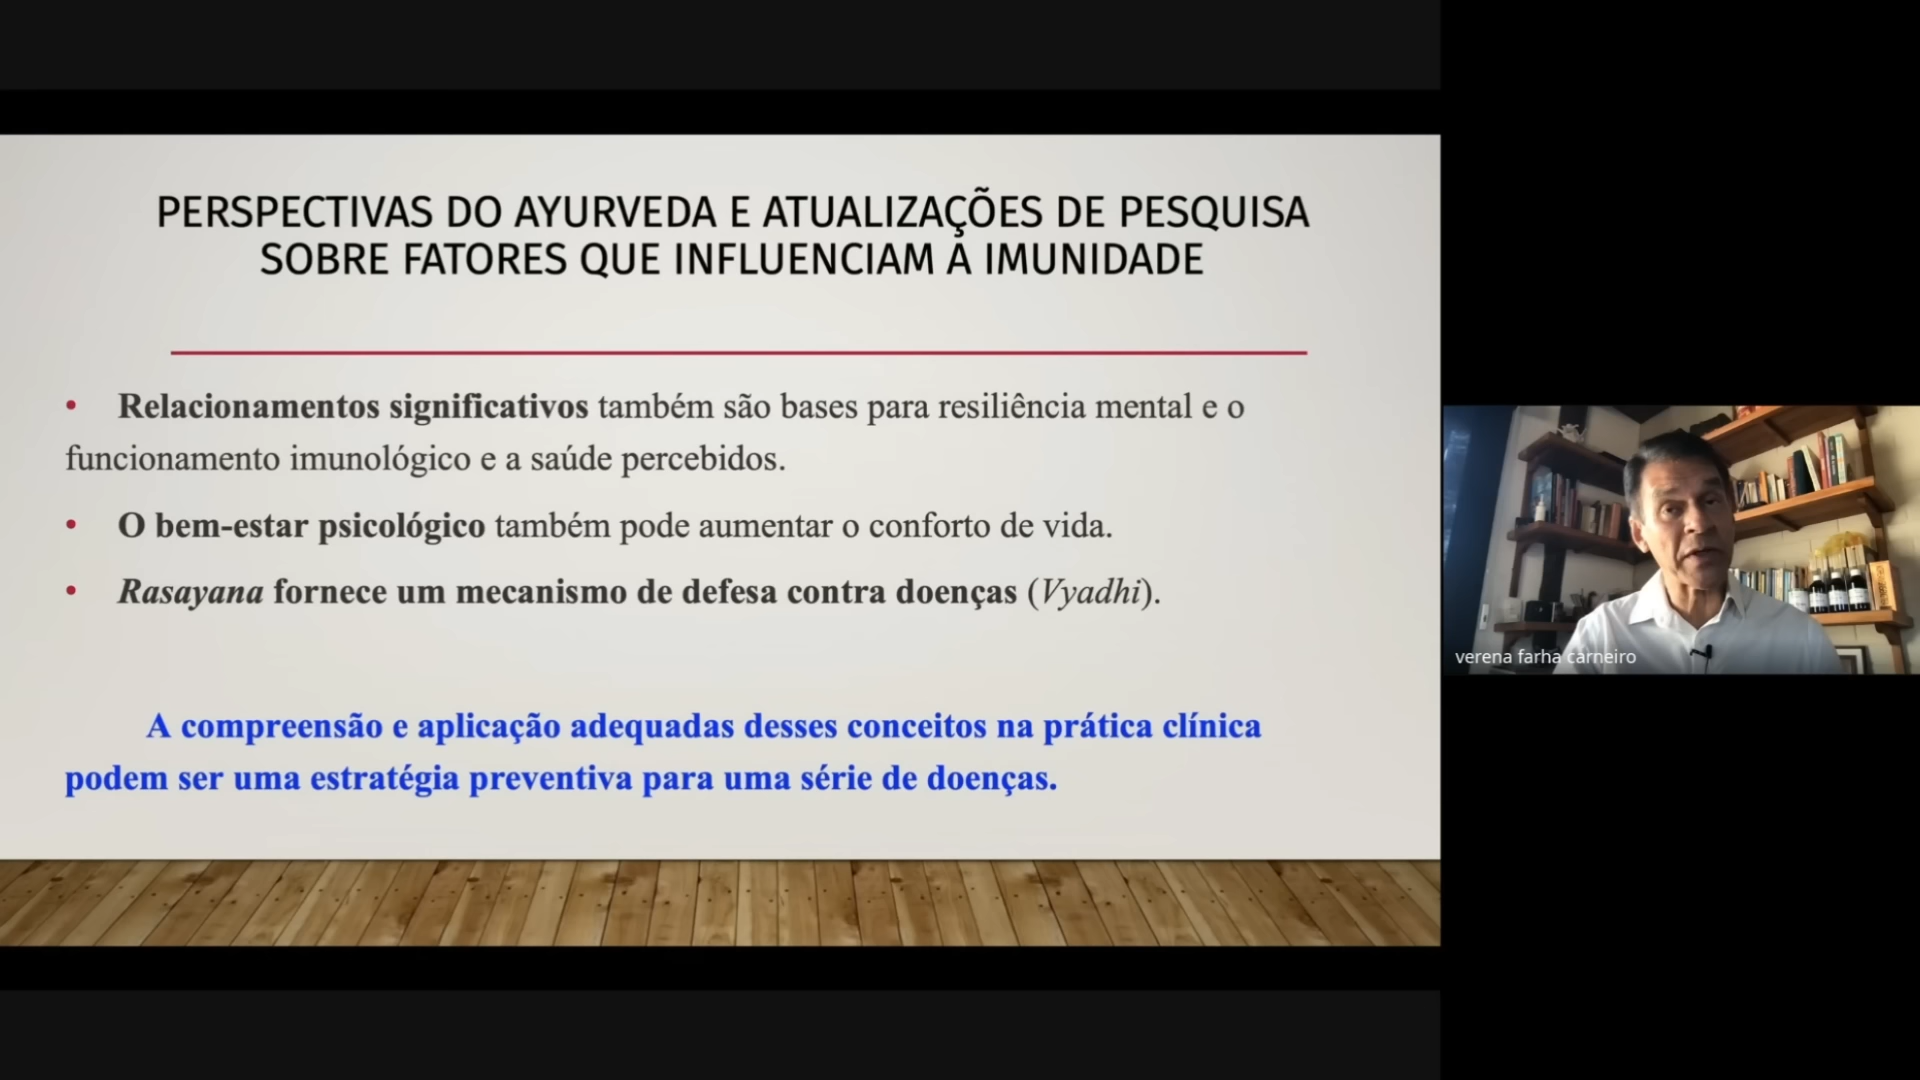 PERSPECTIVAS DO AYURVEDA E ATUALIZAÇÕES DE PESQUISA
SOBRE FATORES QUE INFLUENCIAM A IMUNIDADE
• Relacionamentos significativos também são bases para resiliência mental e o
funcionamento imunológico e a saúde percebidos.
• O bem-estar psicológico também pode aumentar o conforto de vida.
• Rasayana fornece um mecanismo de defesa contra doenças (Vyadhi).
A compreensão e aplicação adequadas desses conceitos na prática clínica
podem ser uma estratégia preventiva para uma série de doenças.
verena farha carneiro